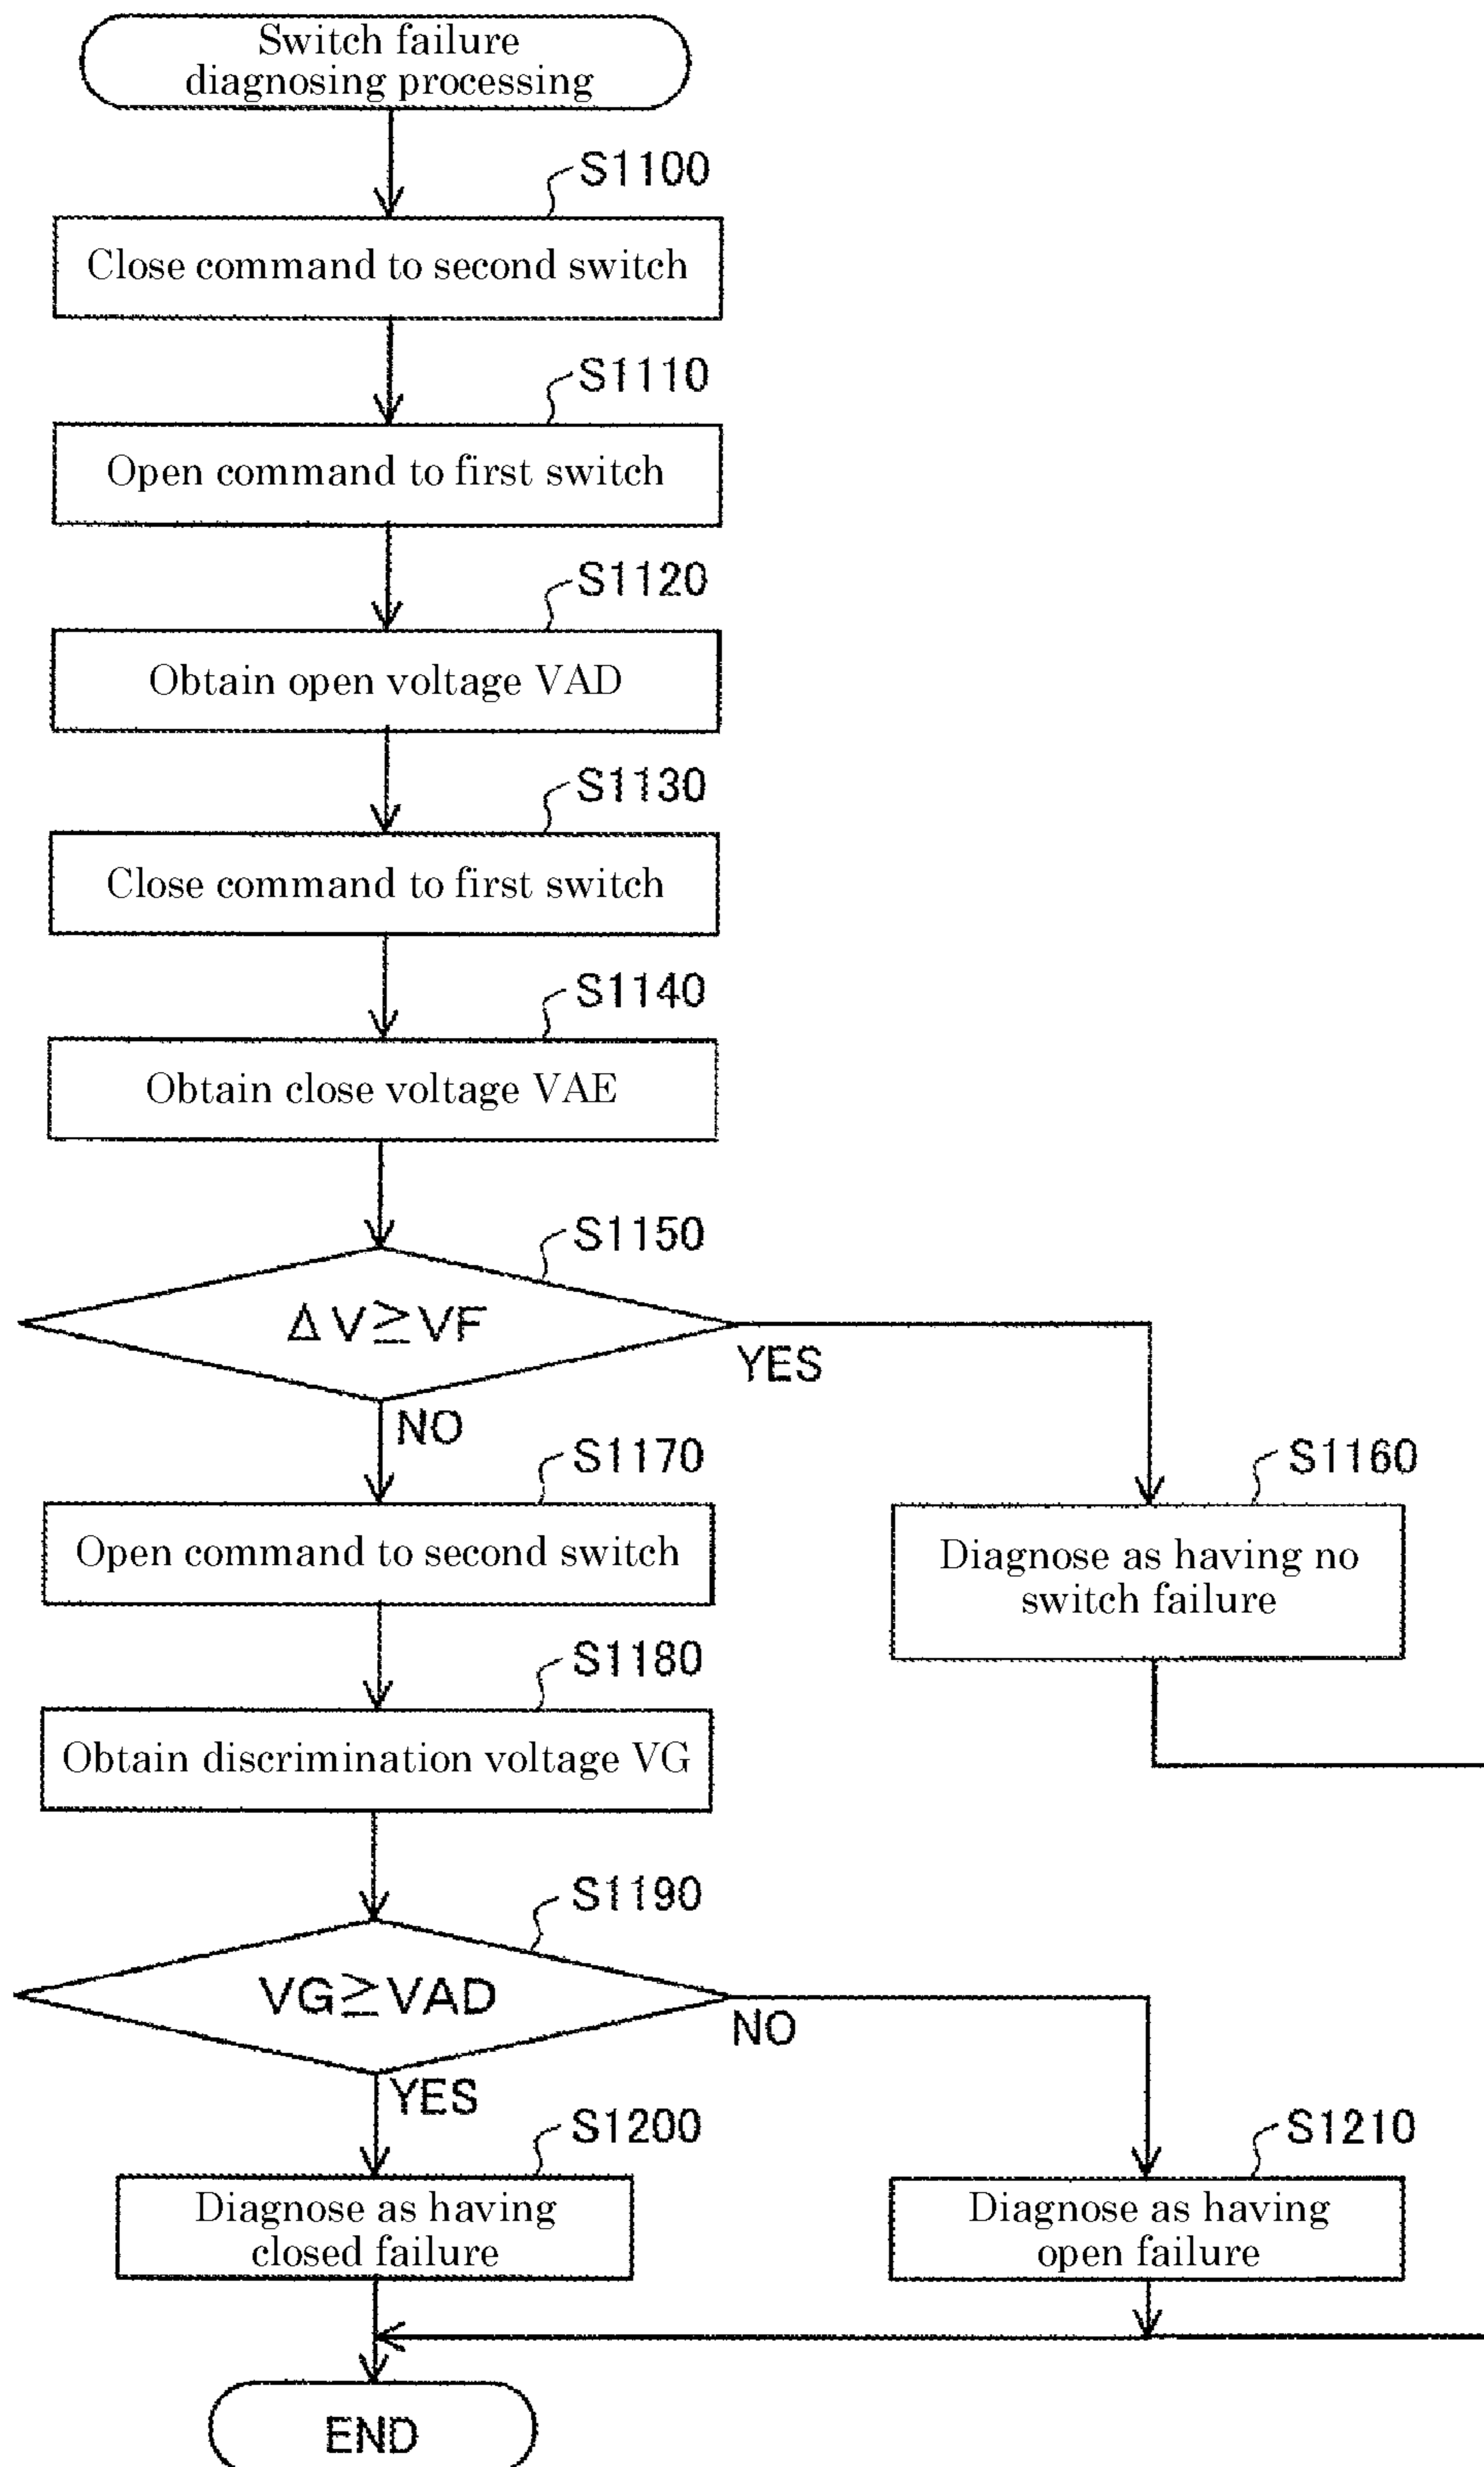 Switch failure
diagnosing processing
S1100
Close command to second switch
S1110
Open command to first switch
S1120
Obtain open voltage VAD
S1130
Close command to first switch
S1140
Obtain close voltage VAE
S1150
ΔV≧VF
YES
NO
S1170
Open command to second switch
S1160
Diagnose as having no
switch failure
S1180
Obtain discrimination voltage VG
S1190
VG≧VAD
NO
YES
S1200
Diagnose as having
closed failure
S1210
Diagnose as having
open failure
END